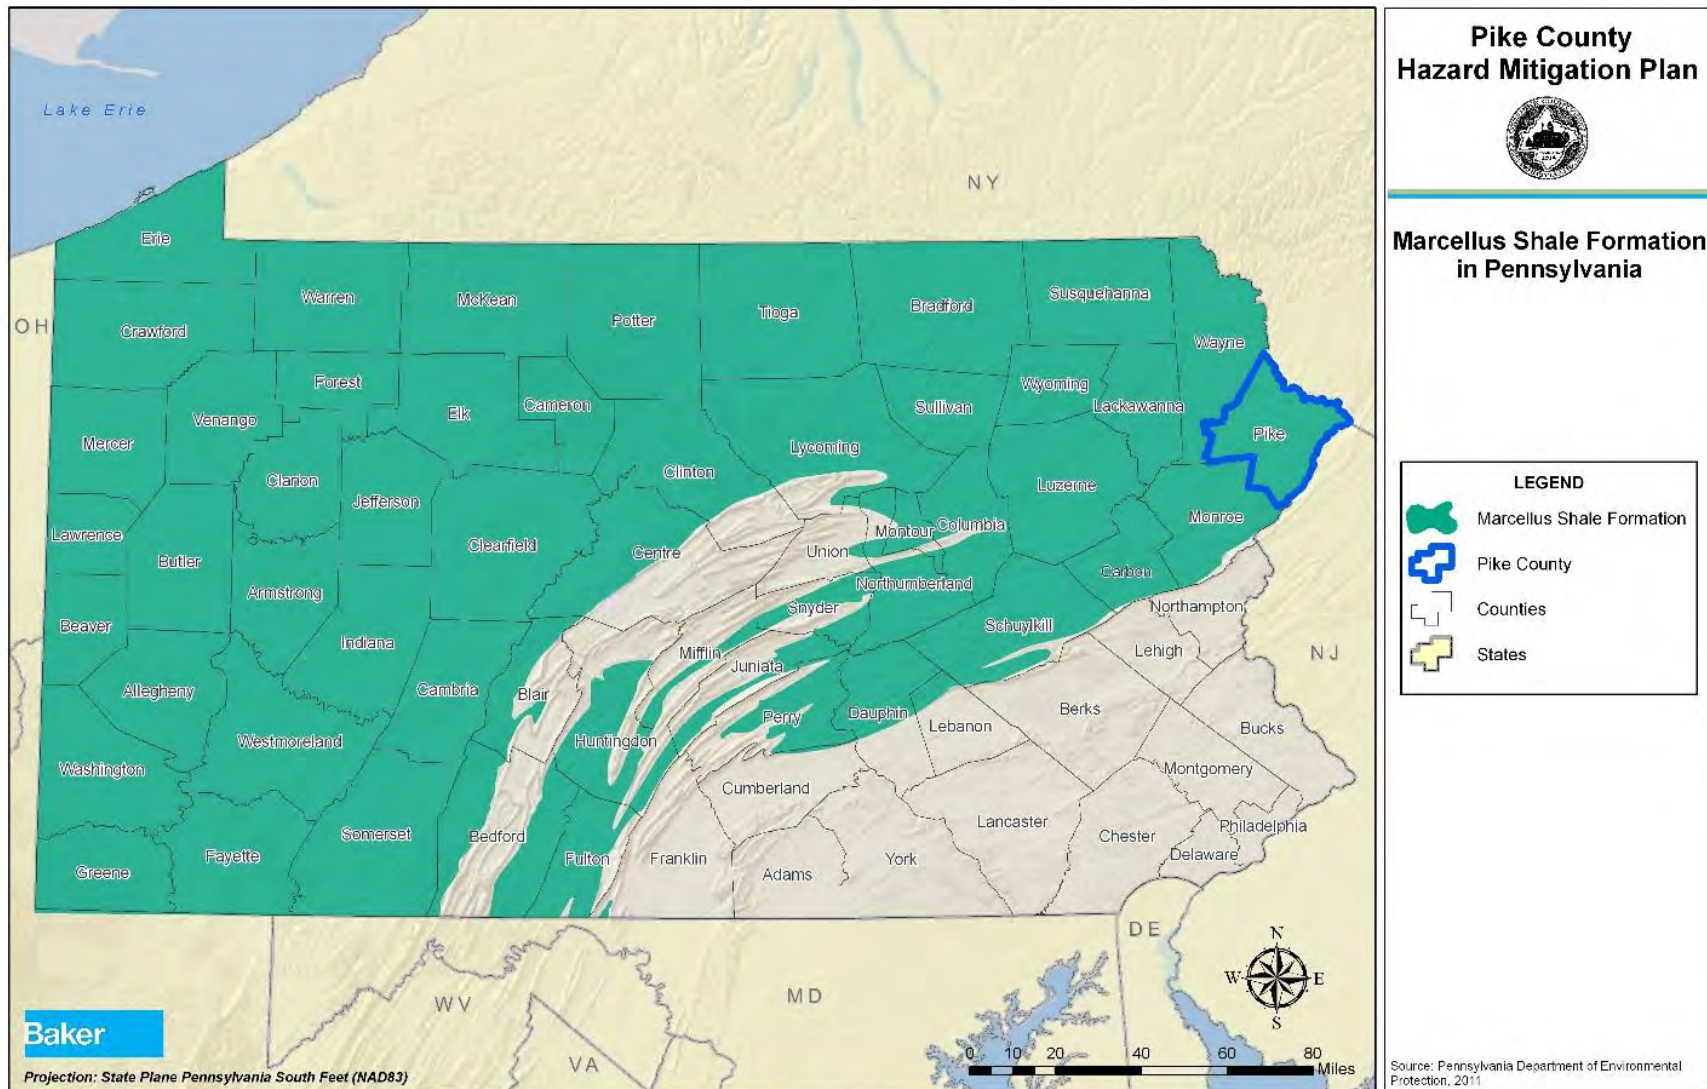 Pike County
Hazard Mitigation Plan
Marcellus Shale Formation
in Pennsylvania
LEGEND
Marcellus Shale Formation
Pike County
Counties
States
Source: Pennsylvania Department of Environmental
Protection, 2011
Lake Erie
NY
OH
NJ
DE
MD
WV
VA
Erie
Warren
McKean
Potter
Tioga
Bradford
Susquehanna
Wayne
Crawford
Forest
Elk
Cameron
Sullivan
Wyoming
Lackawanna
Pike
Mercer
Venango
Clarion
Jefferson
Clinton
Lycoming
Luzerne
Monroe
Lawrence
Butler
Clearfield
Centre
Union
Montour
Columbia
Carbon
Beaver
Armstrong
Indiana
Snyder
Northumberland
Schuylkill
Northampton
Lehigh
Allegheny
Cambria
Blair
Mifflin
Juniata
Perry
Dauphin
Lebanon
Berks
Bucks
Washington
Westmoreland
Huntingdon
Cumberland
Lancaster
Montgomery
Greene
Fayette
Somerset
Bedford
Fulton
Franklin
Adams
York
Chester
Philadelphia
Delaware
N
W
E
S
0 10 20 40 60 80
Miles
Baker
Projection: State Plane Pennsylvania South Feet (NAD83)